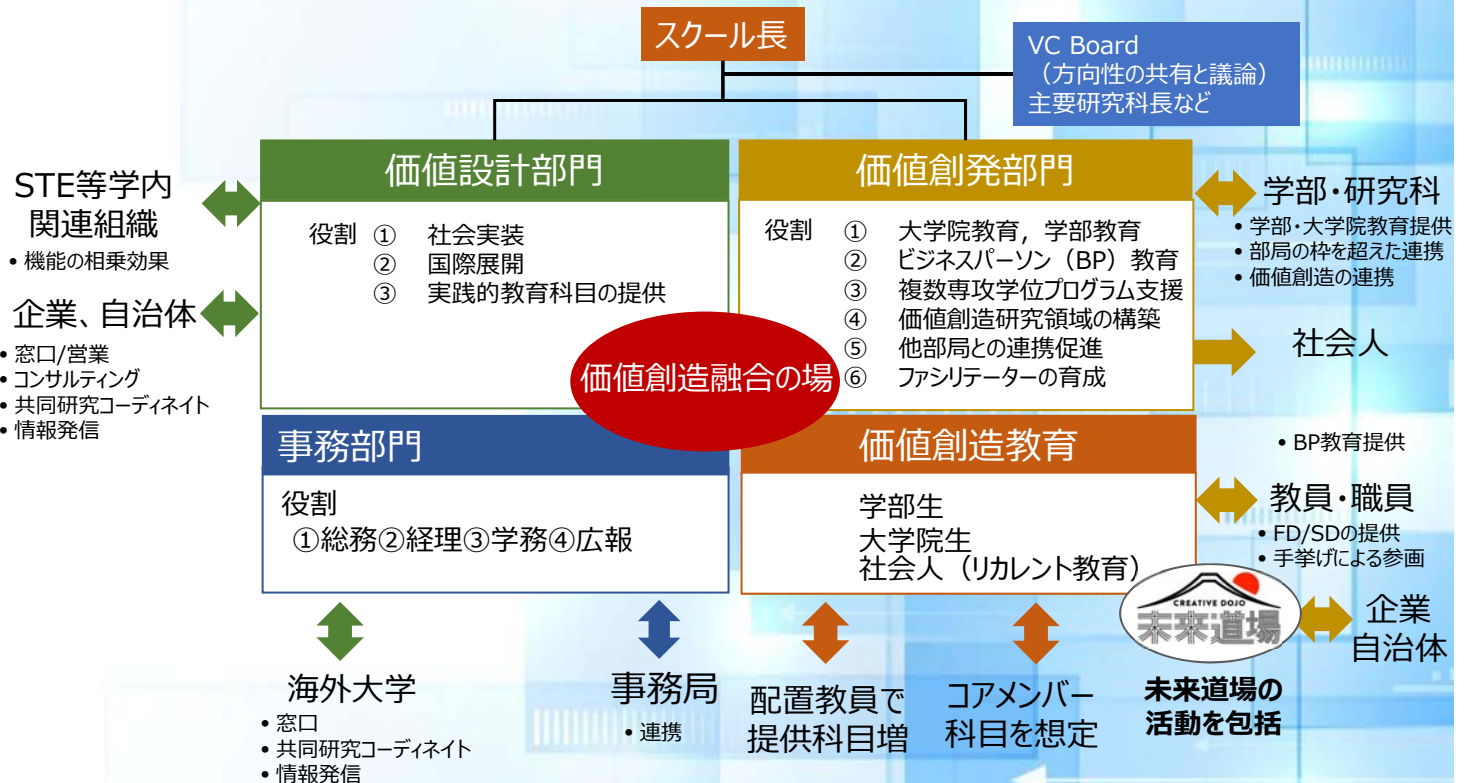 スクール長
VC Board
（方向性の共有と議論）
主要研究科長など
価値設計部門
役割 ① 社会実装
② 国際展開
③ 実践的教育科目の提供
価値創発部門
役割 ① 大学院教育，学部教育
② ビジネスパーソン（BP）教育
③ 複数専攻学位プログラム支援
④ 価値創造研究領域の構築
⑤ 他部局との連携促進
⑥ ファシリテーターの育成
価値創造融合の場
STE等学内
関連組織
• 機能の相乗効果
企業、自治体
• 窓口/営業
• コンサルティング
• 共同研究コーディネイト
• 情報発信
学部・研究科
• 学部・大学院教育提供
• 部局の枠を超えた連携
• 価値創造の連携
社会人
• BP教育提供
事務部門
役割
①総務②経理③学務④広報
価値創造教育
学部生
大学院生
社会人（リカレント教育）
教員・職員
• FD/SDの提供
• 手挙げによる参画
CREATIVE DOJO
未来道場
企業
自治体
未来道場の
活動を包括
海外大学
• 窓口
• 共同研究コーディネイト
• 情報発信
事務局
• 連携
配置教員で
提供科目増
コアメンバー
科目を想定